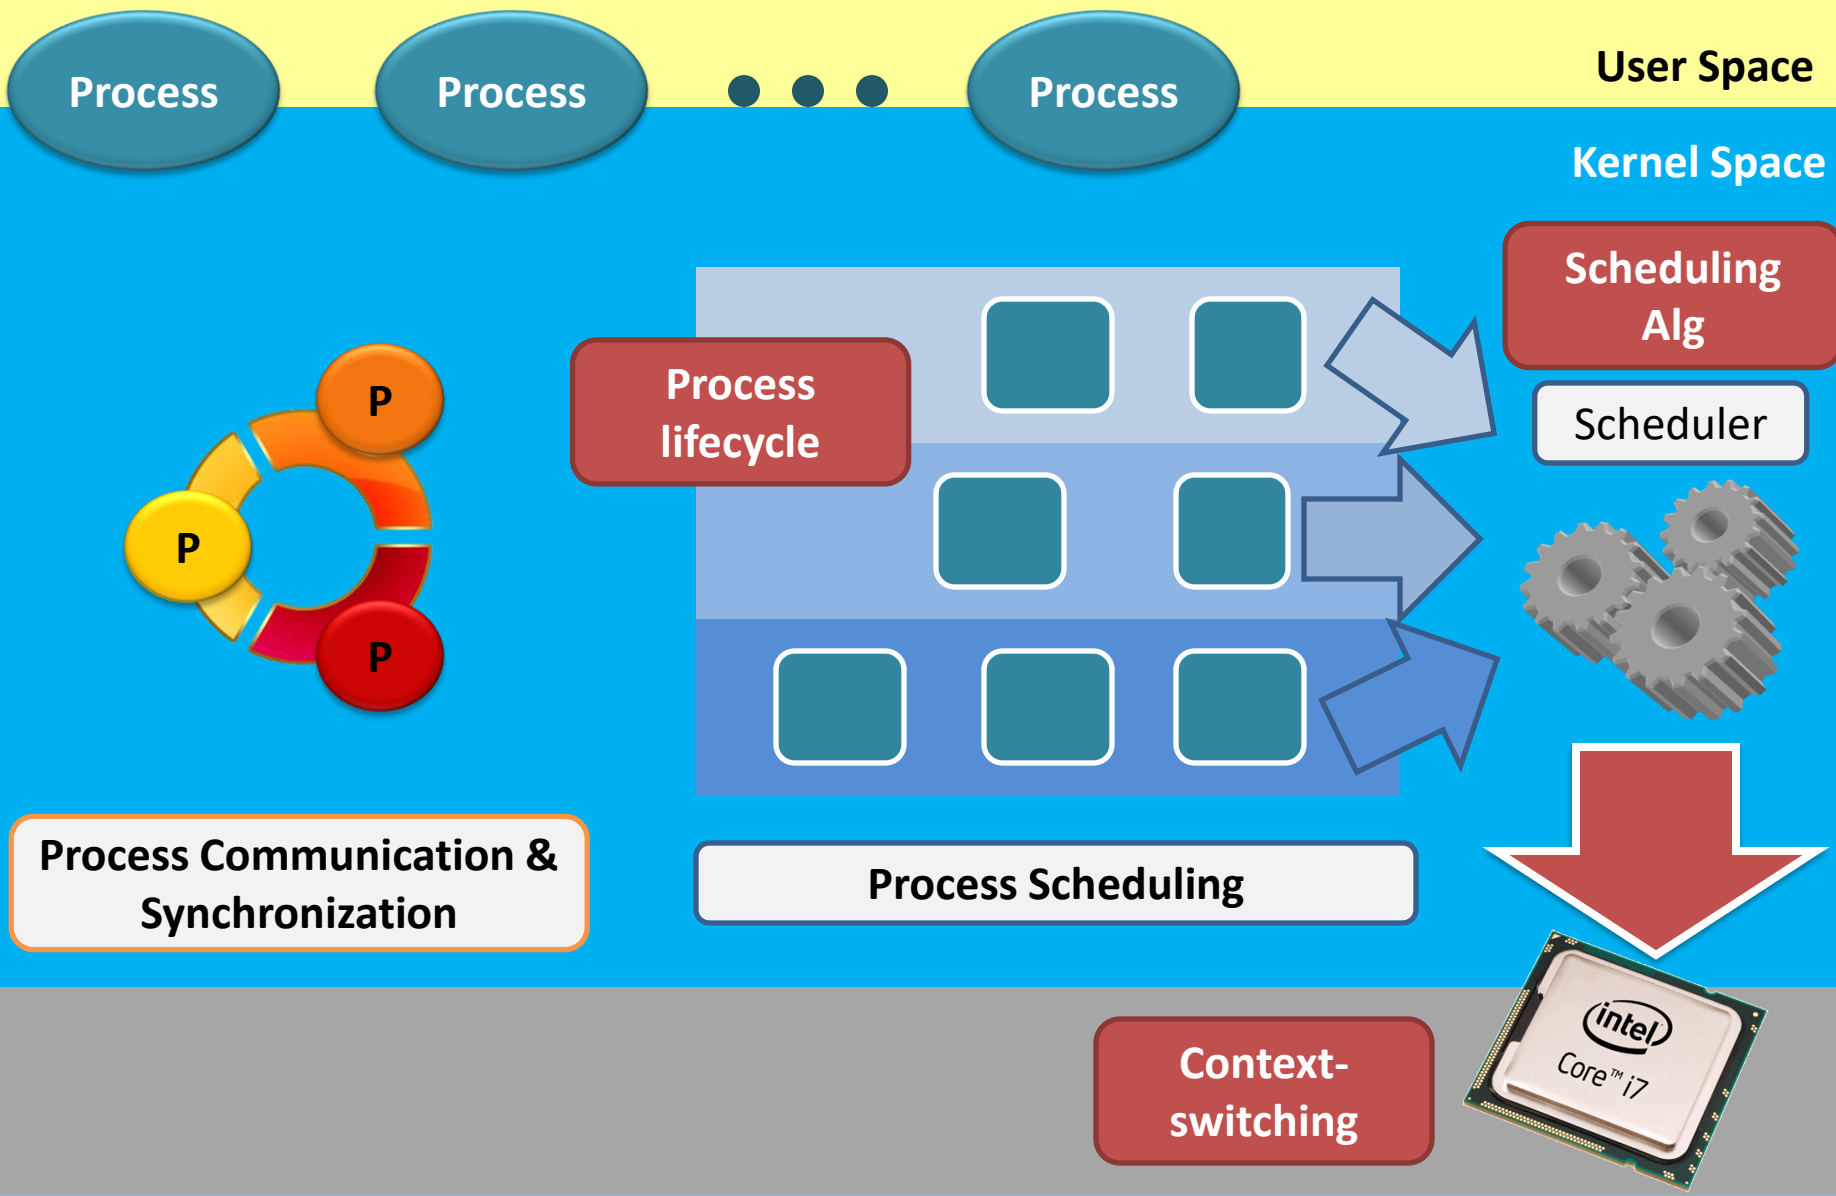 Process
Process
Process
User Space
Kernel Space
Scheduling
Alg
Scheduler
Process
lifecycle
P
P
P
Process Communication &
Synchronization
Process Scheduling
Context-
switching
intel
Core™ i7